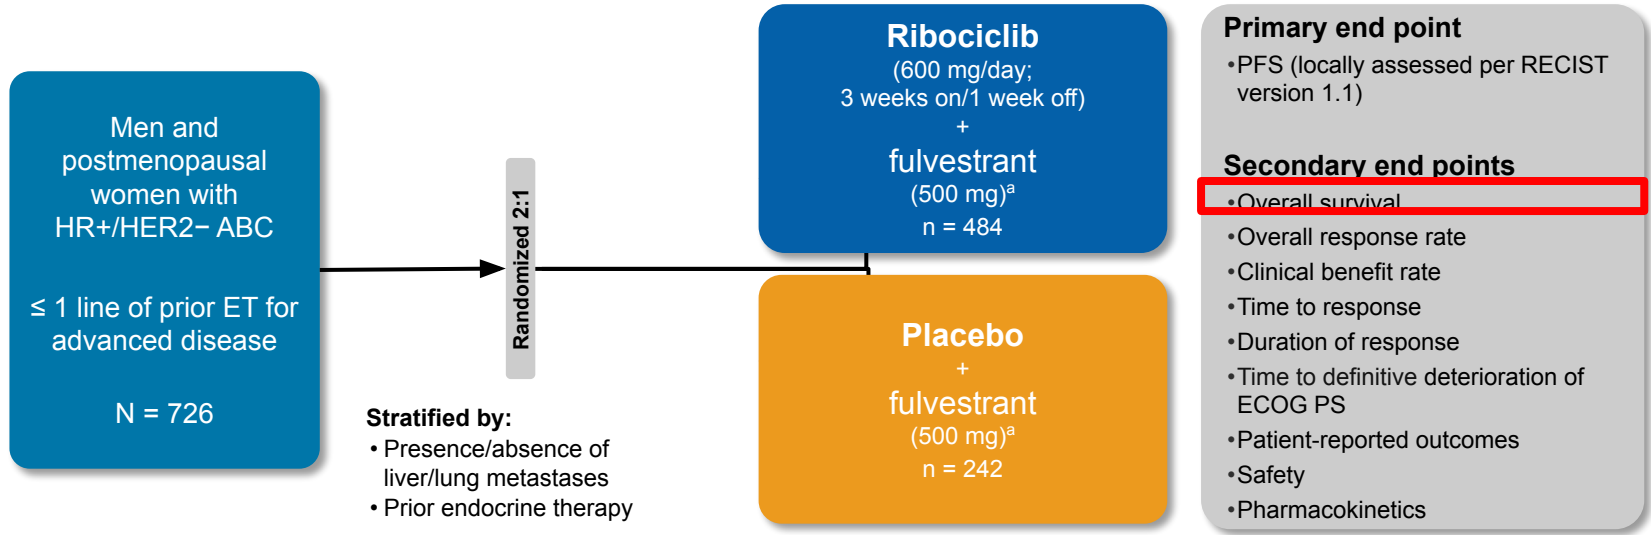 Men and
postmenopausal
women with
HR+/HER2− ABC
≤ 1 line of prior ET for
advanced disease
N = 726
Randomized 2:1
Stratified by:
• Presence/absence of
liver/lung metastases
• Prior endocrine therapy
Ribociclib
(600 mg/day;
3 weeks on/1 week off)
+
fulvestrant
(500 mg)ᵃ
n = 484
Placebo
+
fulvestrant
(500 mg)ᵃ
n = 242
Primary end point
•PFS (locally assessed per RECIST
version 1.1)
Secondary end points
•Overall survival
•Overall response rate
•Clinical benefit rate
•Time to response
•Duration of response
•Time to definitive deterioration of
ECOG PS
•Patient-reported outcomes
•Safety
•Pharmacokinetics